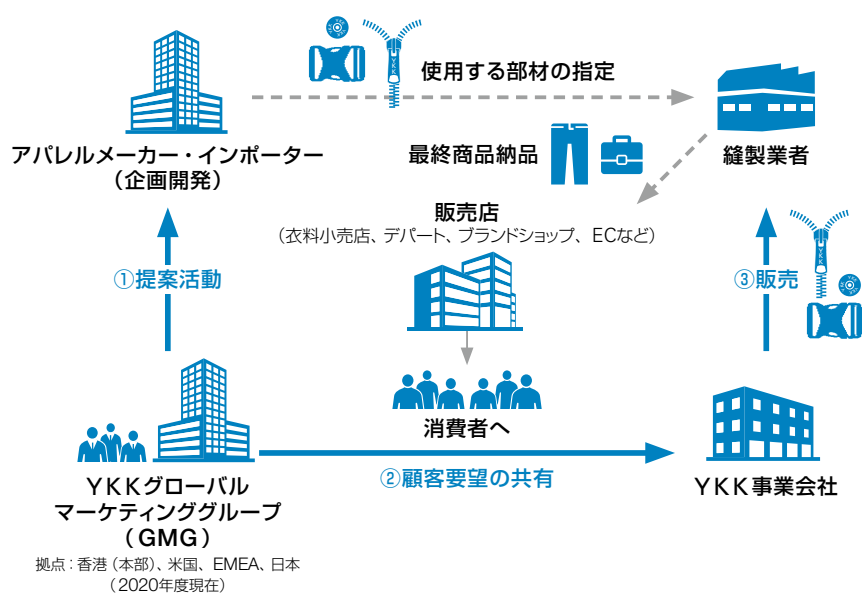 使用する部材の指定
アパレルメーカー・インポーター
（企画開発）
最終商品納品
縫製業者
販売店
（衣料小売店、デパート、ブランドショップ、ECなど）
①提案活動
③販売
消費者へ
②顧客要望の共有
YKKグローバル
マーケティンググループ
（GMG）
拠点：香港（本部）、米国、EMEA、日本
（2020年度現在）
YKK事業会社
YKK
YKK